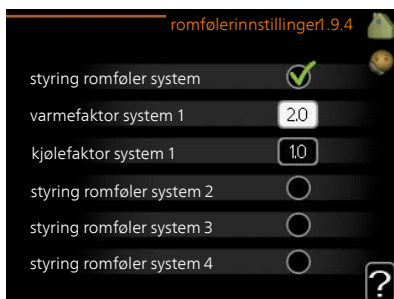 romfølerinnstillinger1.9.4
styring romføler system
varmefaktor system 1 2.0
kjølefaktor system 1 1.0
styring romføler system 2
styring romføler system 3
styring romføler system 4
?